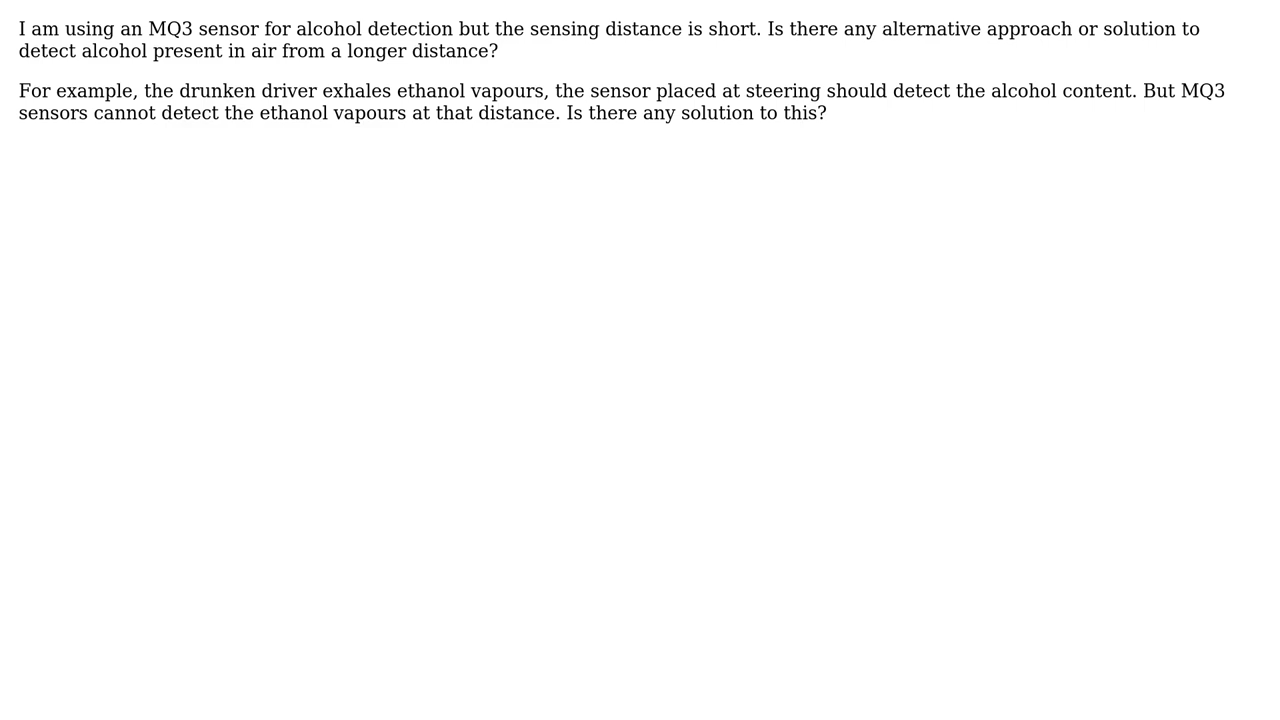 I am using an MQ3 sensor for alcohol detection but the sensing distance is short. Is there any alternative approach or solution to
detect alcohol present in air from a longer distance?
For example, the drunken driver exhales ethanol vapours, the sensor placed at steering should detect the alcohol content. But MQ3
sensors cannot detect the ethanol vapours at that distance. Is there any solution to this?